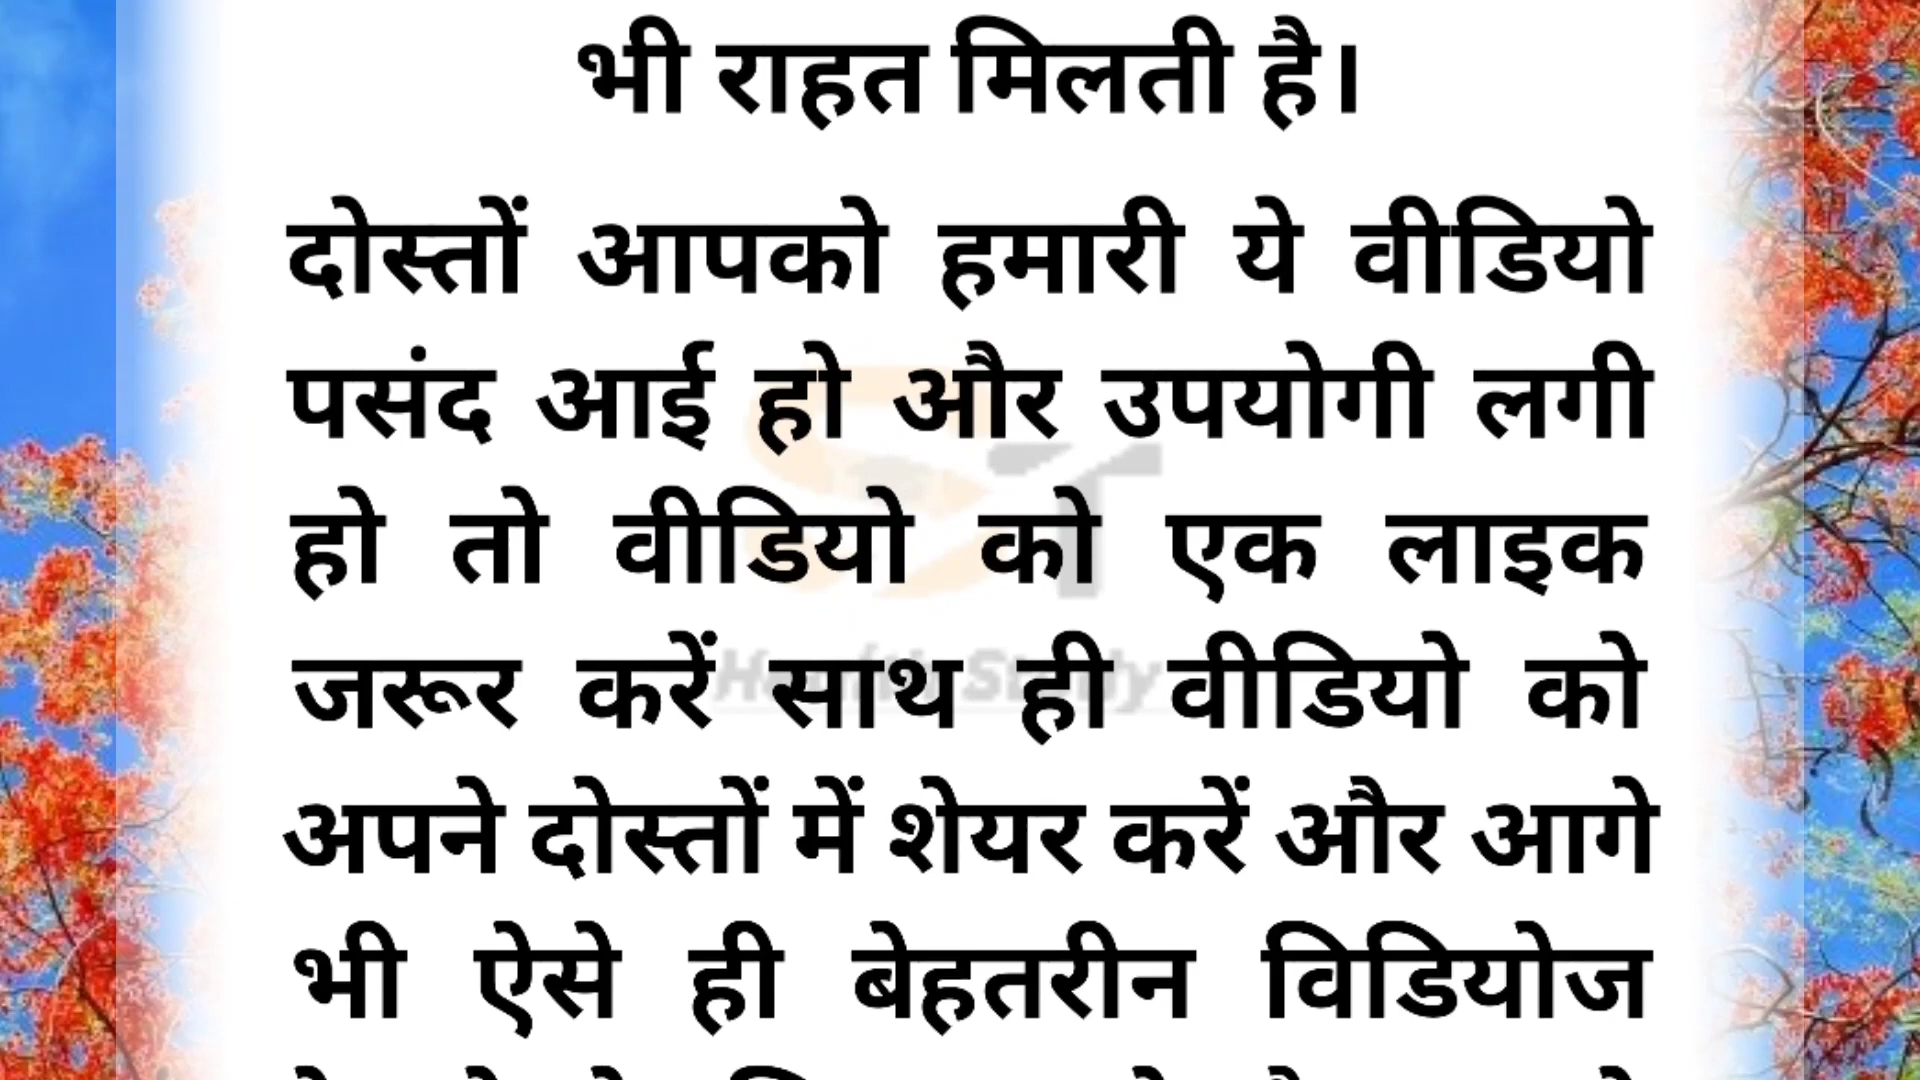 भी राहत मिलती है।
दोस्तों आपको हमारी ये वीडियो
पसंद आई हो और उपयोगी लगी
हो तो वीडियो को एक लाइक
जरूर करें साथ ही वीडियो को
अपने दोस्तों में शेयर करें और आगे
भी ऐसे ही बेहतरीन विडियोज